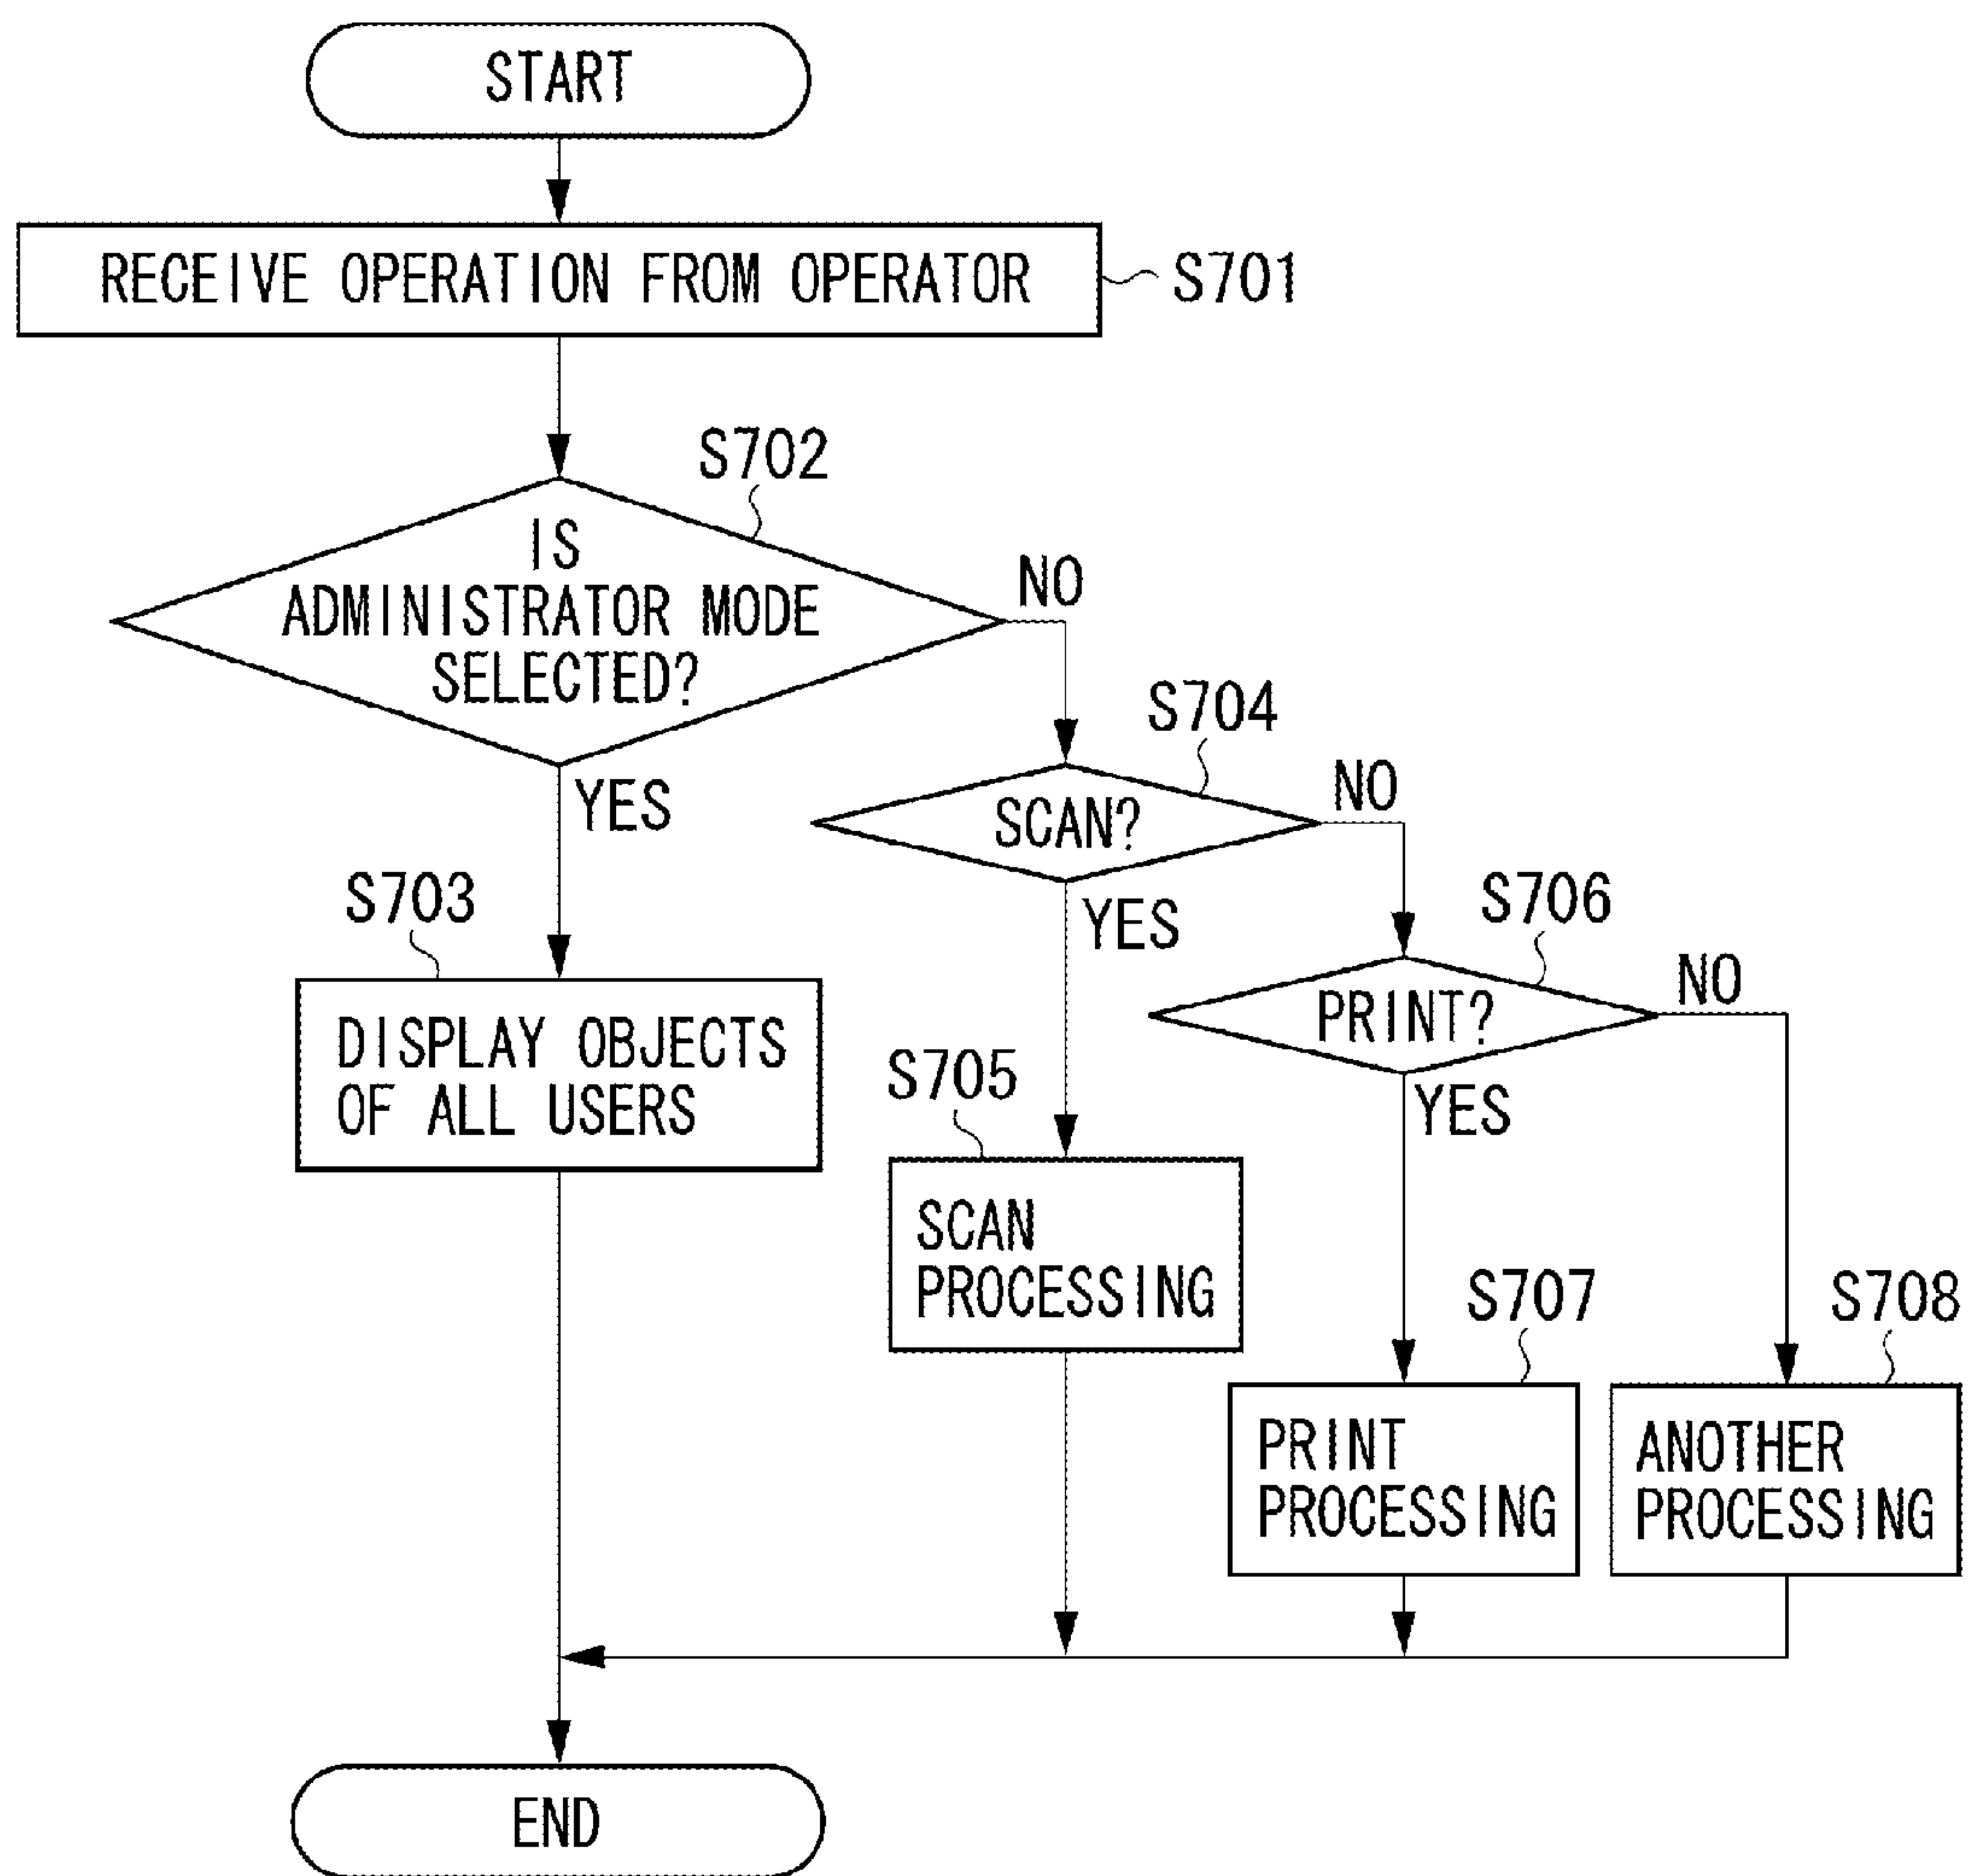 START
RECEIVE OPERATION FROM OPERATOR
S701
S702
IS
ADMINISTRATOR MODE
SELECTED?
NO
YES
S704
SCAN?
NO
YES
S703
DISPLAY OBJECTS
OF ALL USERS
S706
PRINT?
NO
YES
S705
SCAN
PROCESSING
S707
PRINT
PROCESSING
S708
ANOTHER
PROCESSING
END